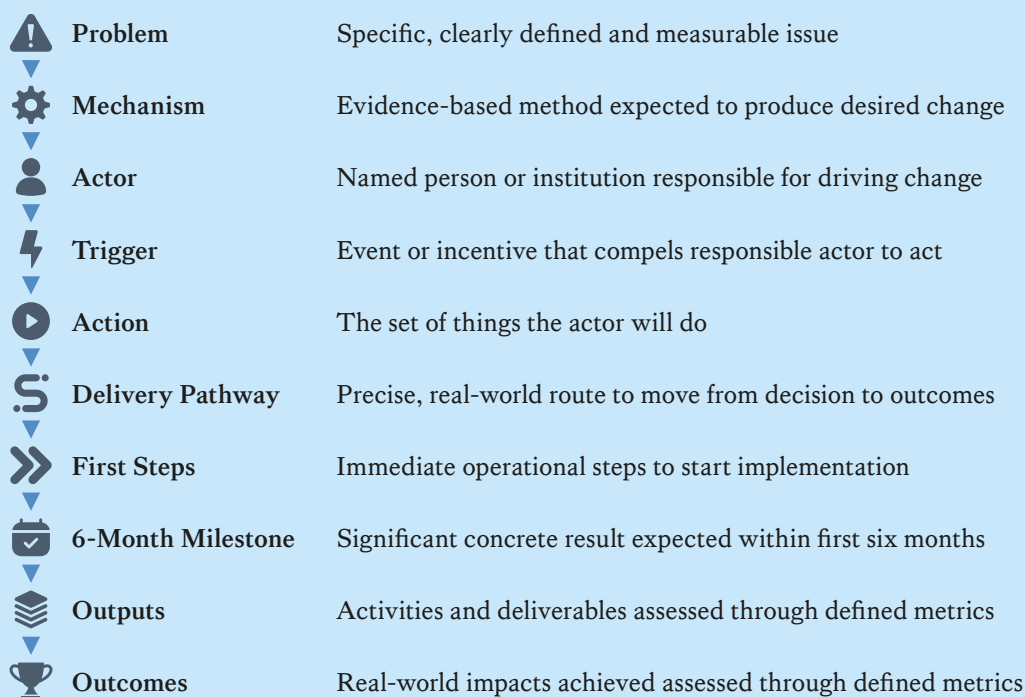 Problem Specific, clearly defined and measurable issue
Mechanism Evidence-based method expected to produce desired change
Actor Named person or institution responsible for driving change
Trigger Event or incentive that compels responsible actor to act
Action The set of things the actor will do
Delivery Pathway Precise, real-world route to move from decision to outcomes
First Steps Immediate operational steps to start implementation
6-Month Milestone Significant concrete result expected within first six months
Outputs Activities and deliverables assessed through defined metrics
Outcomes Real-world impacts achieved assessed through defined metrics